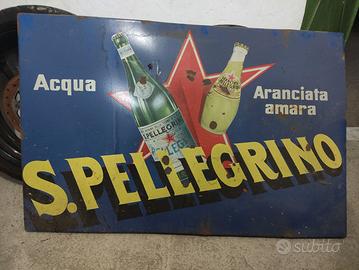 Acqua
Aranciata
amara
S.PELLEGRINO
subito